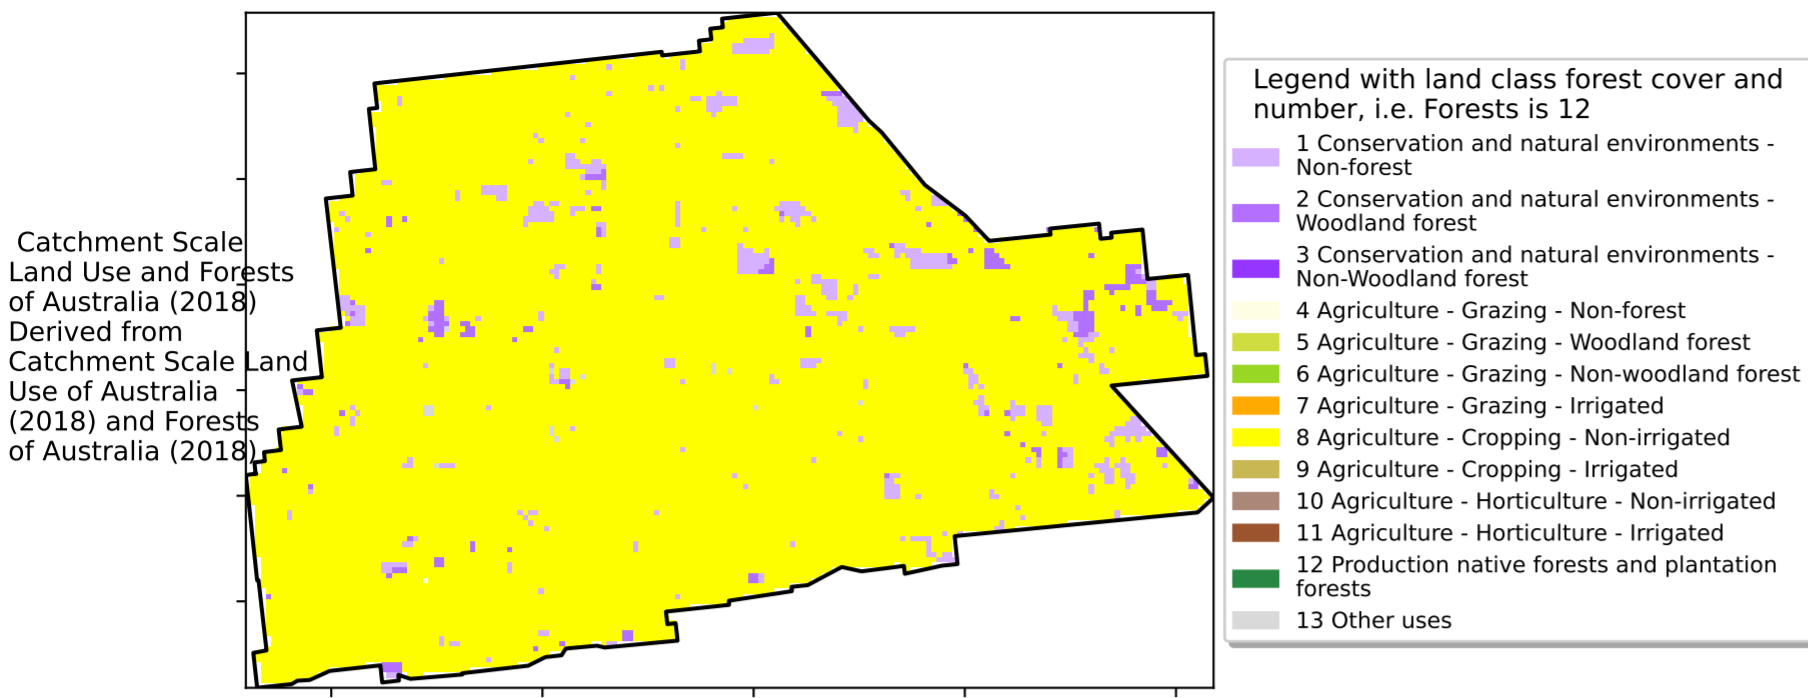 Catchment Scale
Land Use and Forests
of Australia (2018)
Derived from
Catchment Scale Land
Use of Australia
(2018) and Forests
of Australia (2018)
Legend with land class forest cover and
number, i.e. Forests is 12
1 Conservation and natural environments -
Non-forest
2 Conservation and natural environments -
Woodland forest
3 Conservation and natural environments -
Non-Woodland forest
4 Agriculture - Grazing - Non-forest
5 Agriculture - Grazing - Woodland forest
6 Agriculture - Grazing - Non-woodland forest
7 Agriculture - Grazing - Irrigated
8 Agriculture - Cropping - Non-irrigated
9 Agriculture - Cropping - Irrigated
10 Agriculture - Horticulture - Non-irrigated
11 Agriculture - Horticulture - Irrigated
12 Production native forests and plantation
forests
13 Other uses